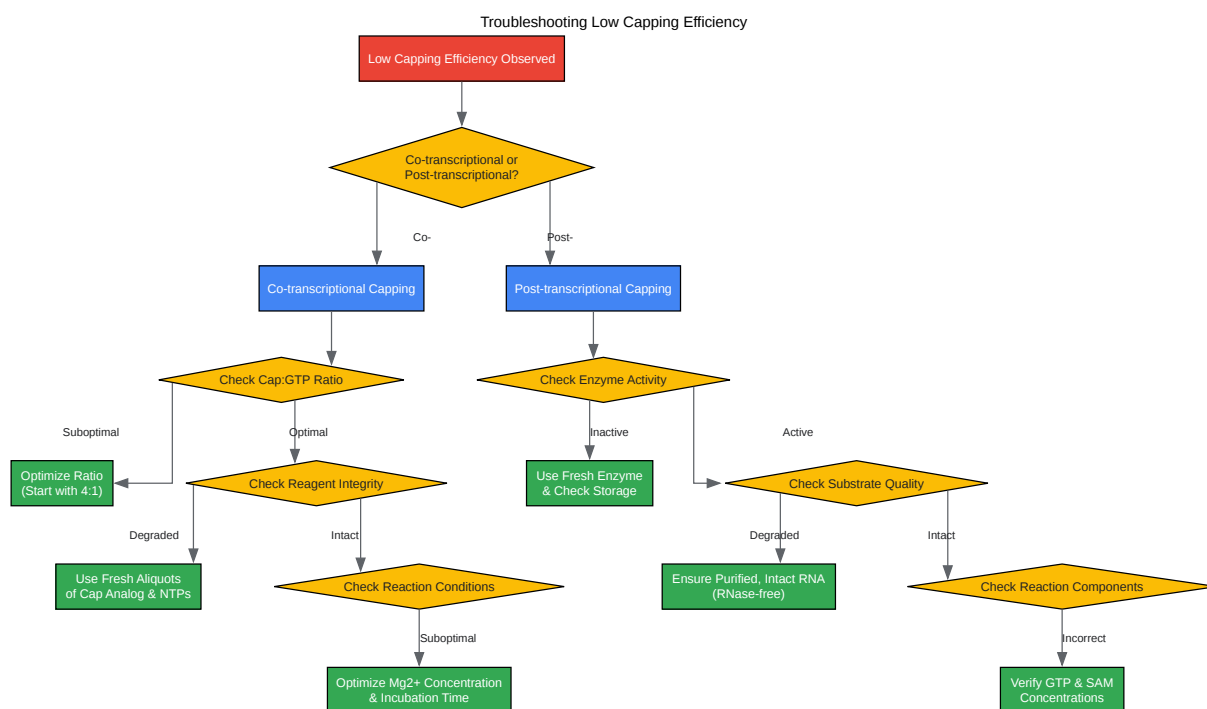 Troubleshooting Low Capping Efficiency
Low Capping Efficiency Observed
Co-transcriptional or
Post-transcriptional?
Co-
Post-
Co-transcriptional Capping
Post-transcriptional Capping
Check Cap:GTP Ratio
Check Enzyme Activity
Suboptimal
Optimal
Inactive
Active
Optimize Ratio
(Start with 4:1)
Check Reagent Integrity
Use Fresh Enzyme
& Check Storage
Check Substrate Quality
Degraded
Intact
Degraded
Intact
Use Fresh Aliquots
of Cap Analog & NTPs
Check Reaction Conditions
Ensure Purified, Intact RNA
(RNase-free)
Check Reaction Components
Suboptimal
Incorrect
Optimize Mg2+ Concentration
& Incubation Time
Verify GTP & SAM
Concentrations